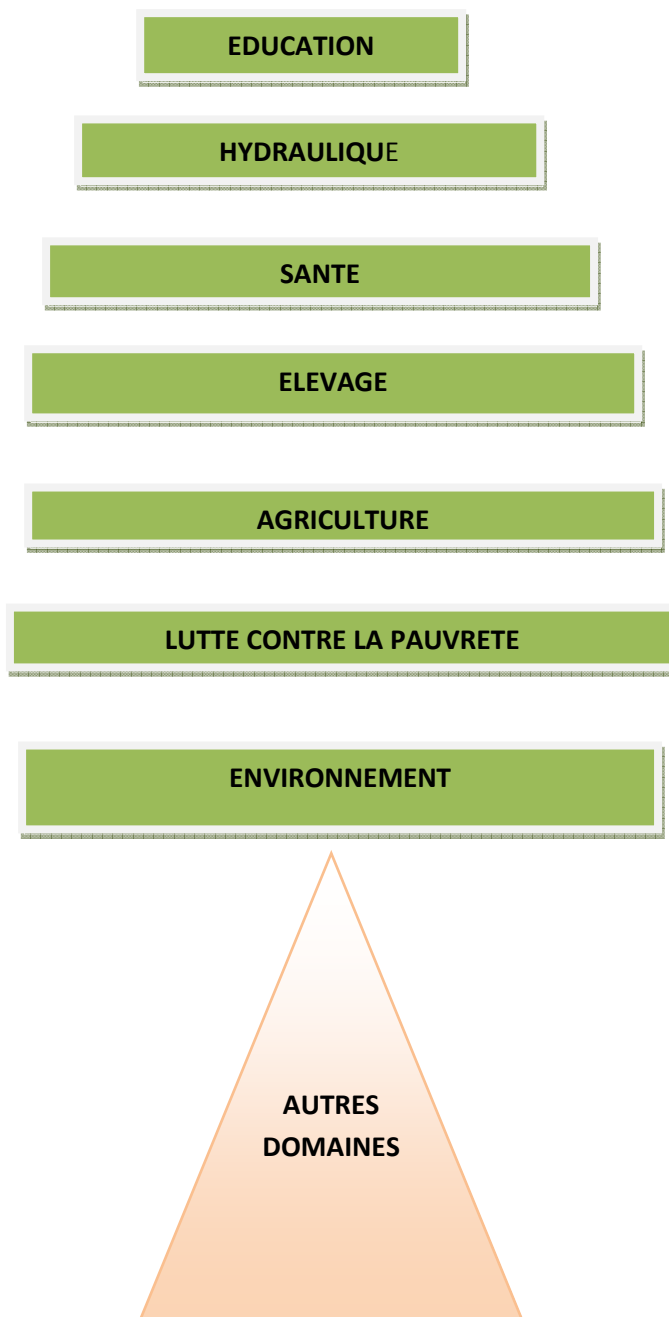 EDUCATION
HYDRAULIQUE
SANTE
ELEVAGE
AGRICULTURE
LUTTE CONTRE LA PAUVRETE
ENVIRONNEMENT
AUTRES
DOMAINES